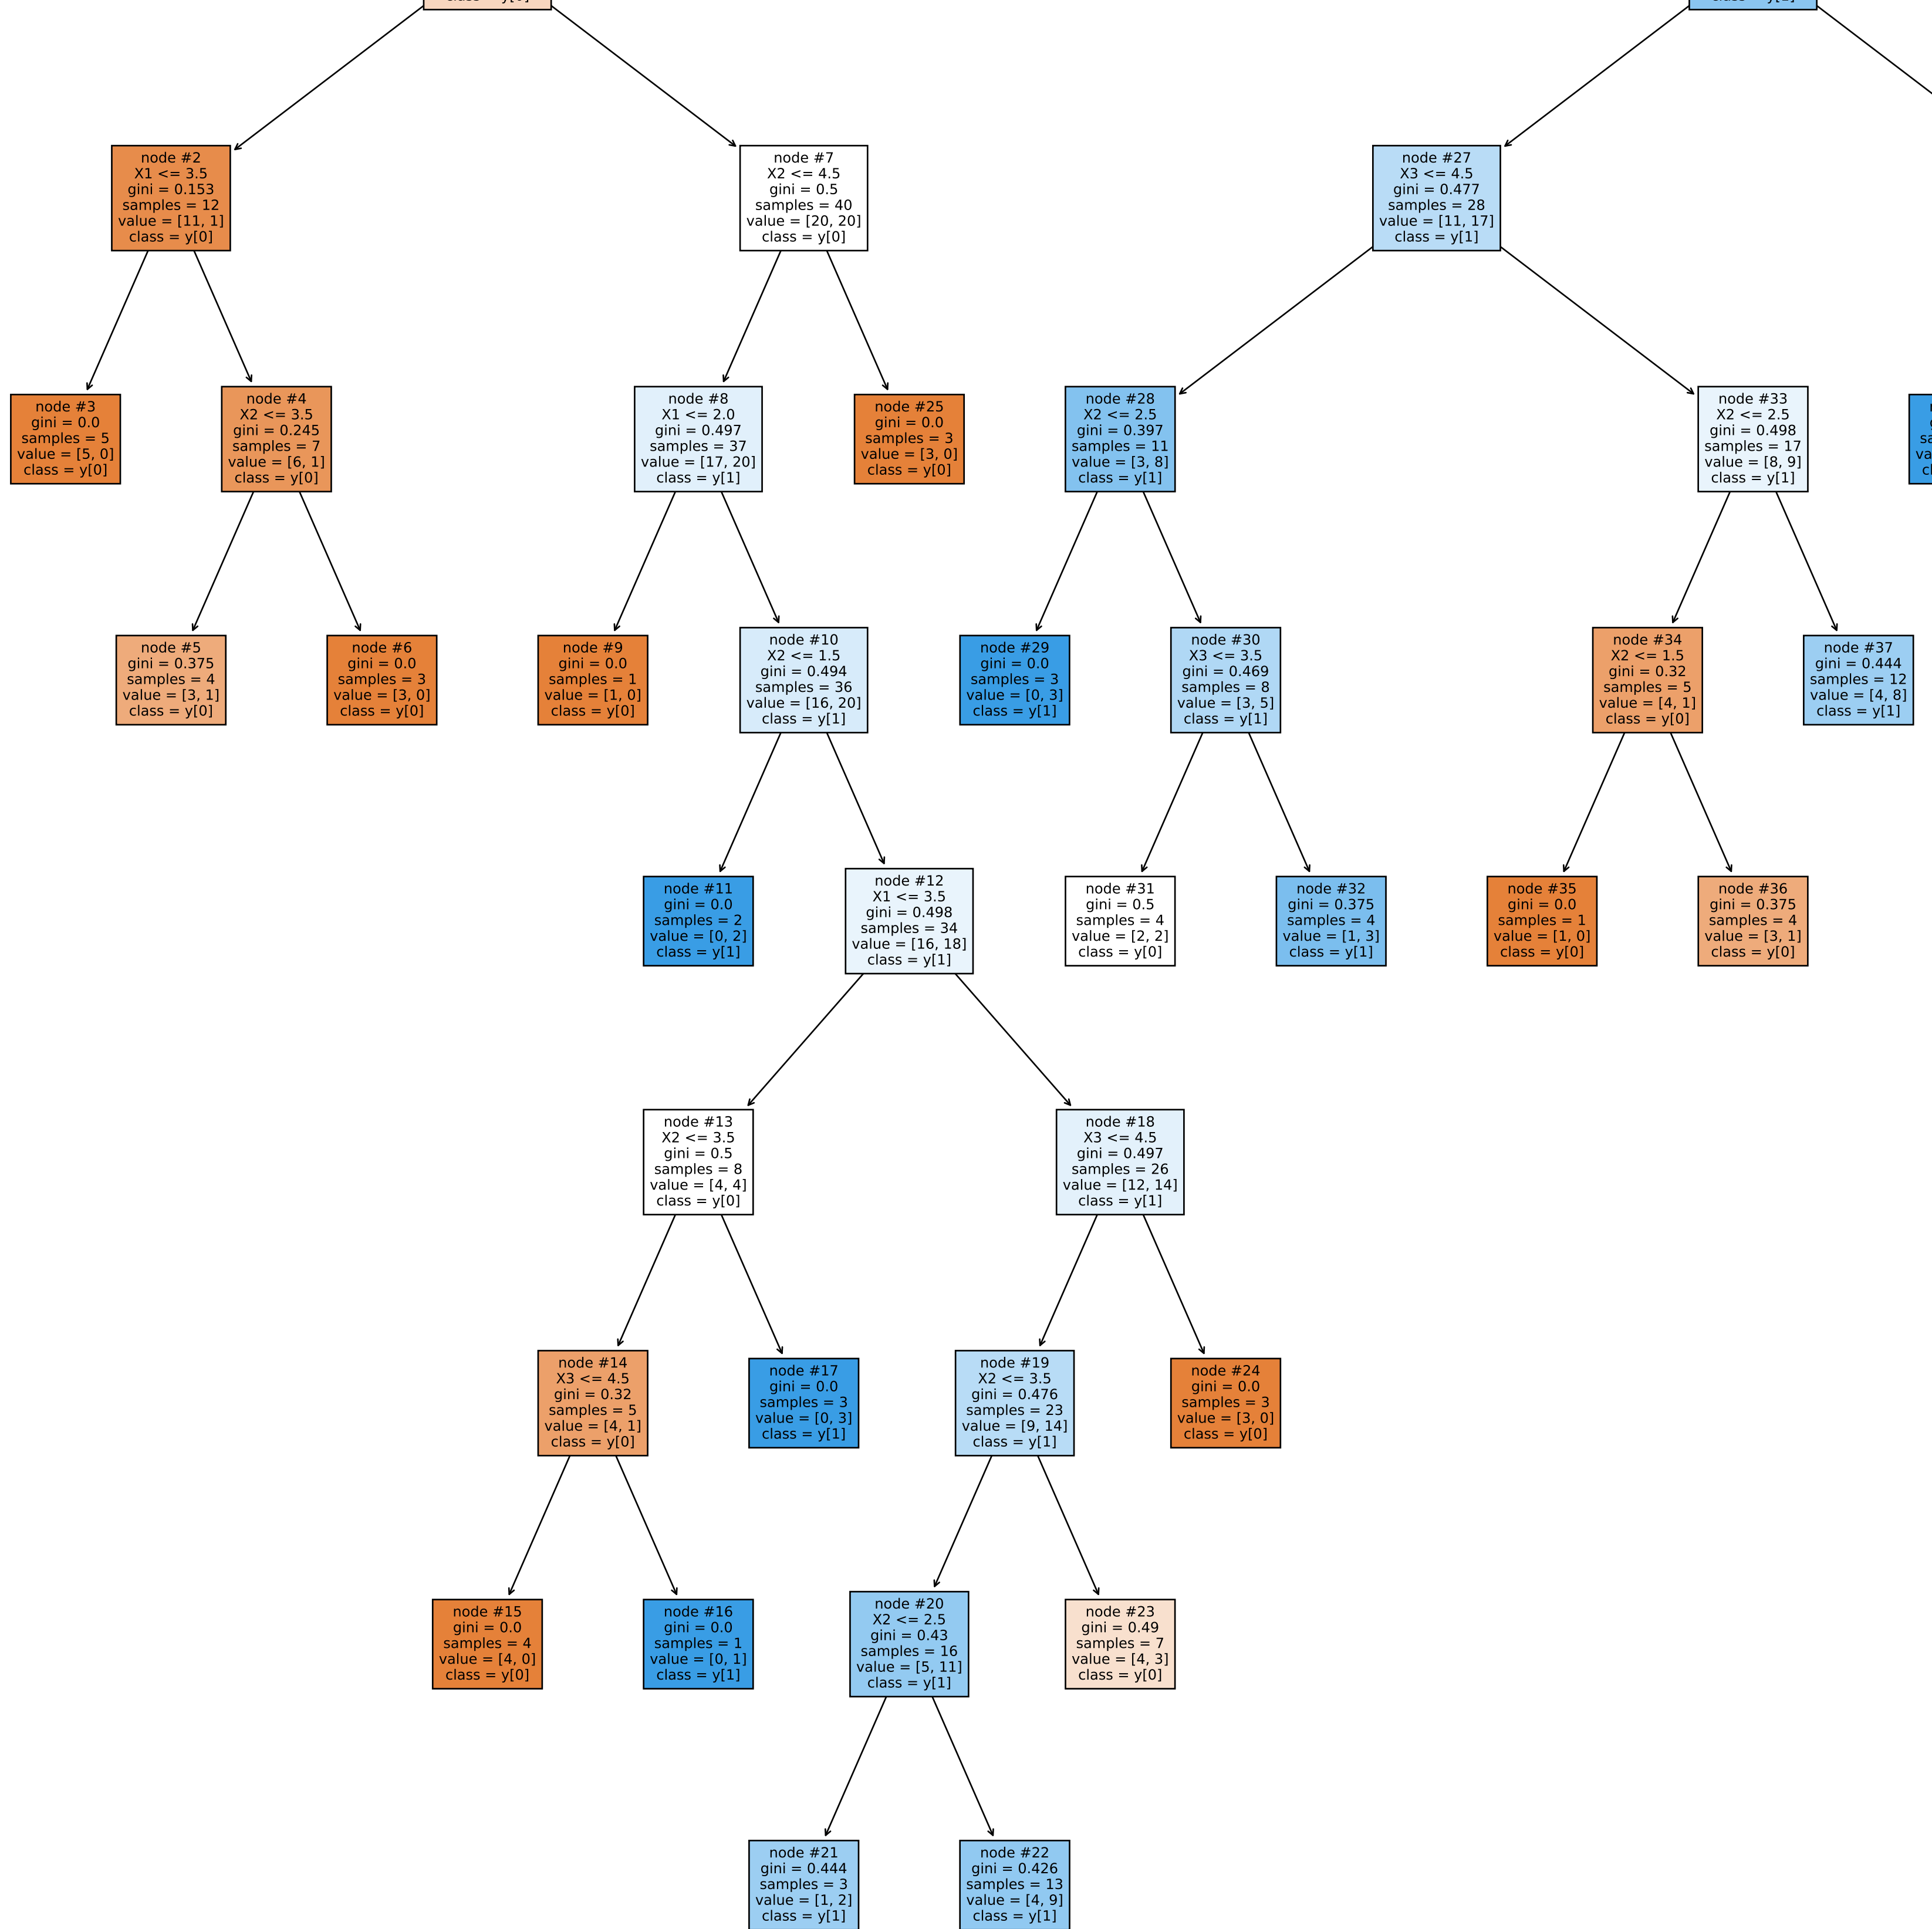 node #2
X1 <= 3.5
gini = 0.153
samples = 12
value = [11, 1]
class = y[0]
node #7
X2 <= 4.5
gini = 0.5
samples = 40
value = [20, 20]
class = y[0]
node #27
X3 <= 4.5
gini = 0.477
samples = 28
value = [11, 17]
class = y[1]
node #3
gini = 0.0
samples = 5
value = [5, 0]
class = y[0]
node #4
X2 <= 3.5
gini = 0.245
samples = 7
value = [6, 1]
class = y[0]
node #8
X1 <= 2.0
gini = 0.497
samples = 37
value = [17, 20]
class = y[1]
node #25
gini = 0.0
samples = 3
value = [3, 0]
class = y[0]
node #28
X2 <= 2.5
gini = 0.397
samples = 11
value = [3, 8]
class = y[1]
node #33
X2 <= 2.5
gini = 0.498
samples = 17
value = [8, 9]
class = y[1]
node #5
gini = 0.375
samples = 4
value = [3, 1]
class = y[0]
node #6
gini = 0.0
samples = 3
value = [3, 0]
class = y[0]
node #9
gini = 0.0
samples = 1
value = [1, 0]
class = y[0]
node #10
X2 <= 1.5
gini = 0.494
samples = 36
value = [16, 20]
class = y[1]
node #29
gini = 0.0
samples = 3
value = [0, 3]
class = y[1]
node #30
X3 <= 3.5
gini = 0.469
samples = 8
value = [3, 5]
class = y[1]
node #34
X2 <= 1.5
gini = 0.32
samples = 5
value = [4, 1]
class = y[0]
node #37
gini = 0.444
samples = 12
value = [4, 8]
class = y[1]
node #11
gini = 0.0
samples = 2
value = [0, 2]
class = y[1]
node #12
X1 <= 3.5
gini = 0.498
samples = 34
value = [16, 18]
class = y[1]
node #31
gini = 0.5
samples = 4
value = [2, 2]
class = y[0]
node #32
gini = 0.375
samples = 4
value = [1, 3]
class = y[1]
node #35
gini = 0.0
samples = 1
value = [1, 0]
class = y[0]
node #36
gini = 0.375
samples = 4
value = [3, 1]
class = y[0]
node #13
X2 <= 3.5
gini = 0.5
samples = 8
value = [4, 4]
class = y[0]
node #18
X3 <= 4.5
gini = 0.497
samples = 26
value = [12, 14]
class = y[1]
node #14
X3 <= 4.5
gini = 0.32
samples = 5
value = [4, 1]
class = y[0]
node #17
gini = 0.0
samples = 3
value = [0, 3]
class = y[1]
node #19
X2 <= 3.5
gini = 0.476
samples = 23
value = [9, 14]
class = y[1]
node #24
gini = 0.0
samples = 3
value = [3, 0]
class = y[0]
node #15
gini = 0.0
samples = 4
value = [4, 0]
class = y[0]
node #16
gini = 0.0
samples = 1
value = [0, 1]
class = y[1]
node #20
X2 <= 2.5
gini = 0.43
samples = 16
value = [5, 11]
class = y[1]
node #23
gini = 0.49
samples = 7
value = [4, 3]
class = y[0]
node #21
gini = 0.444
samples = 3
value = [1, 2]
class = y[1]
node #22
gini = 0.426
samples = 13
value = [4, 9]
class = y[1]